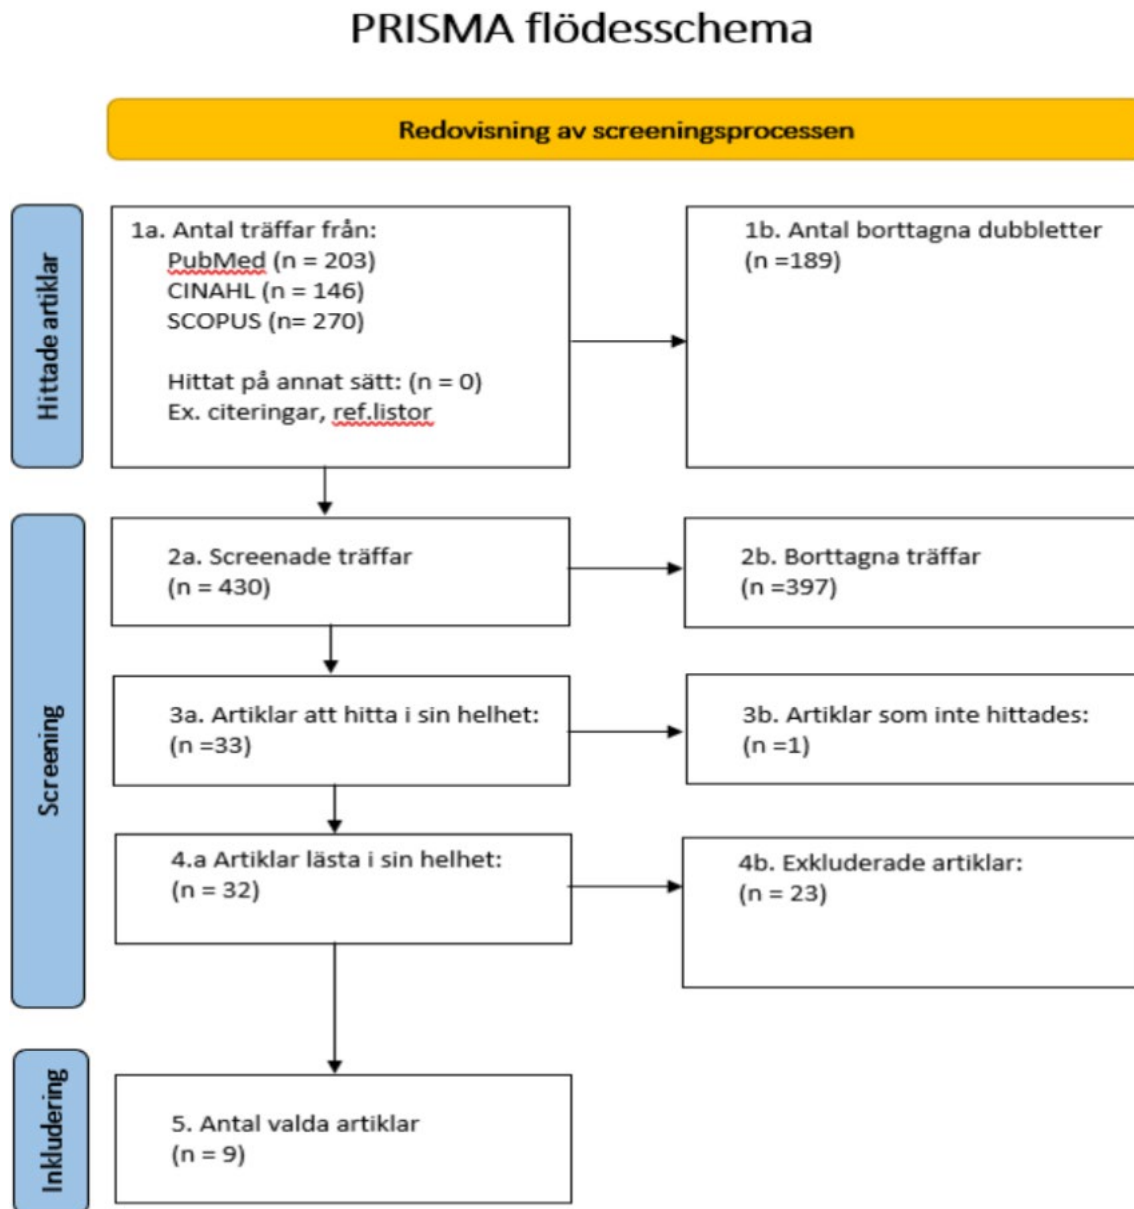 PRISMA flödesschema
Redovisning av screeningsprocessen
Hittade artiklar
1a. Antal träffar från:
PubMed (n = 203)
CINAHL (n = 146)
SCOPUS (n= 270)
Hittat på annat sätt: (n = 0)
Ex. citeringar, ref.listor
1b. Antal borttagna dubbletter
(n =189)
Screening
2a. Screenade träffar
(n = 430)
2b. Borttagna träffar
(n =397)
3a. Artiklar att hitta i sin helhet:
(n =33)
3b. Artiklar som inte hittades:
(n =1)
4.a Artiklar lästa i sin helhet:
(n = 32)
4b. Exkluderade artiklar:
(n = 23)
Inkludering
5. Antal valda artiklar
(n = 9)